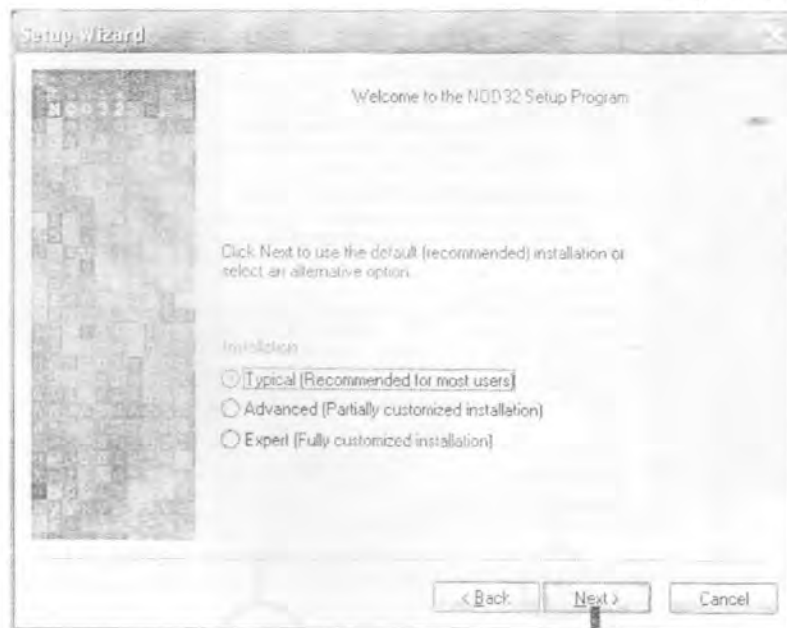 Setup Wizard
NOD32
Welcome to the NOD32 Setup Program
Click Next to use the default (recommended) installation or
select an alternative option.
Installation
Typical (Recommended for most users)
Advanced (Partially customized installation)
Expert (Fully customized installation)
< Back
Next >
Cancel